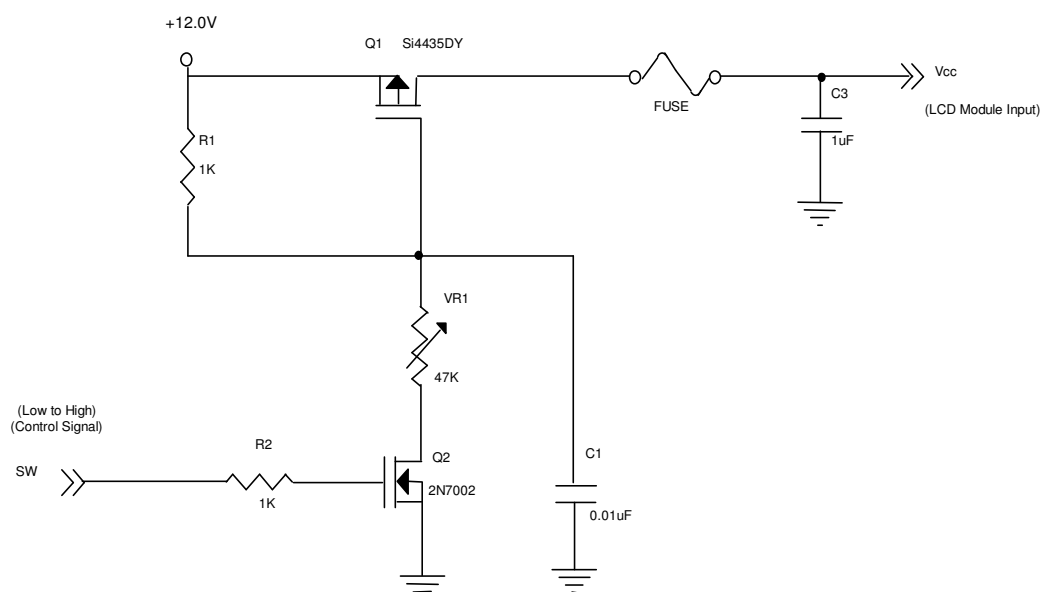 +12.0V
Q1
Si4435DY
Vcc
FUSE
C3
(LCD Module Input)
R1
1uF
1K
VR1
47K
(Low to High)
(Control Signal)
R2
Q2
C1
SW
2N7002
1K
0.01uF